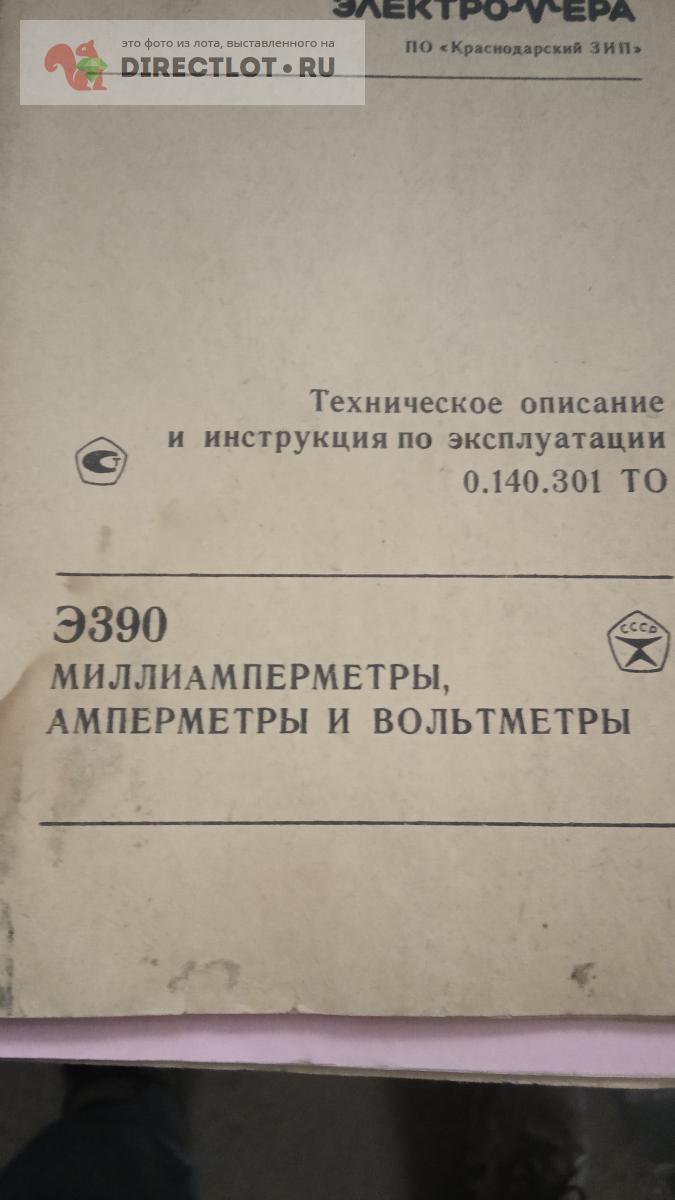 ЭЛЕКТРОМЕРА
это фото из лота, выставленного на
DIRECTLOT.RU
ПО «Краснодарский ЗИП»
Техническое описание
и инструкция по эксплуатации
0.140.301 ТО
Э390
СССР
МИЛЛИАМПЕРМЕТРЫ,
АМПЕРМЕТРЫ И ВОЛЬТМЕТРЫ